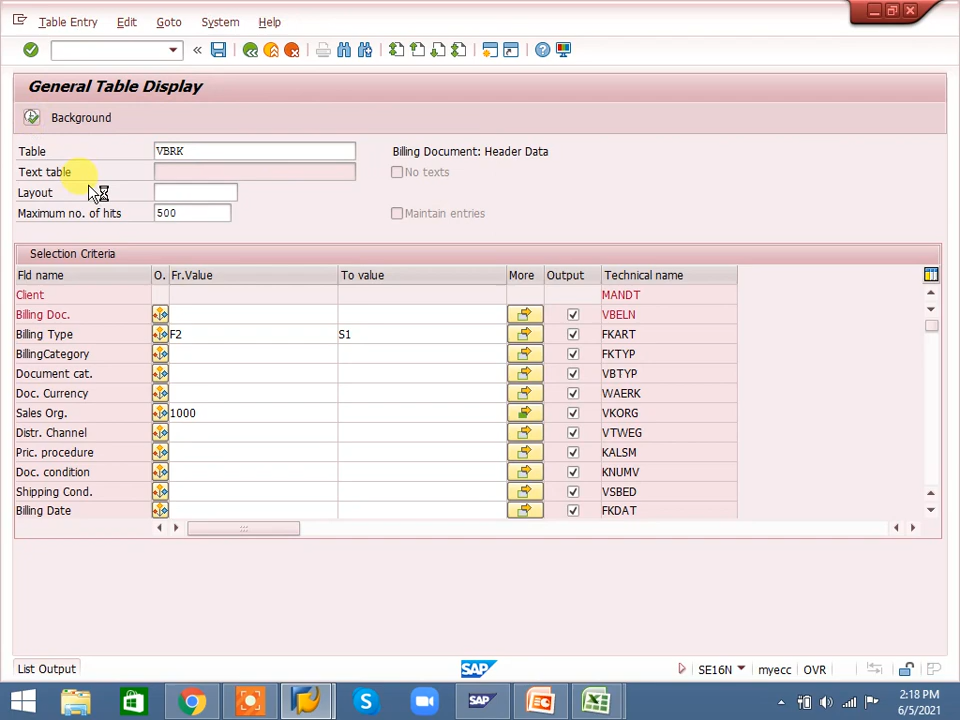 Table Entry Edit Goto System Help
General Table Display
Background
Table VBRK Billing Document: Header Data
Text table No texts
Layout
Maximum no. of hits 500 Maintain entries
Selection Criteria
Fld name O. Fr.Value To value More Output Technical name
Client MANDT
Billing Doc. VBELN
Billing Type F2 S1 FKART
BillingCategory FKTYP
Document cat. VBTYP
Doc. Currency WAERK
Sales Org. 1000 VKORG
Distr. Channel VTWEG
Pric. procedure KALSM
Doc. condition KNUMV
Shipping Cond. VSBED
Billing Date FKDAT
List Output SAP SE16N myecc OVR
SAP 2:18 PM
6/5/2021